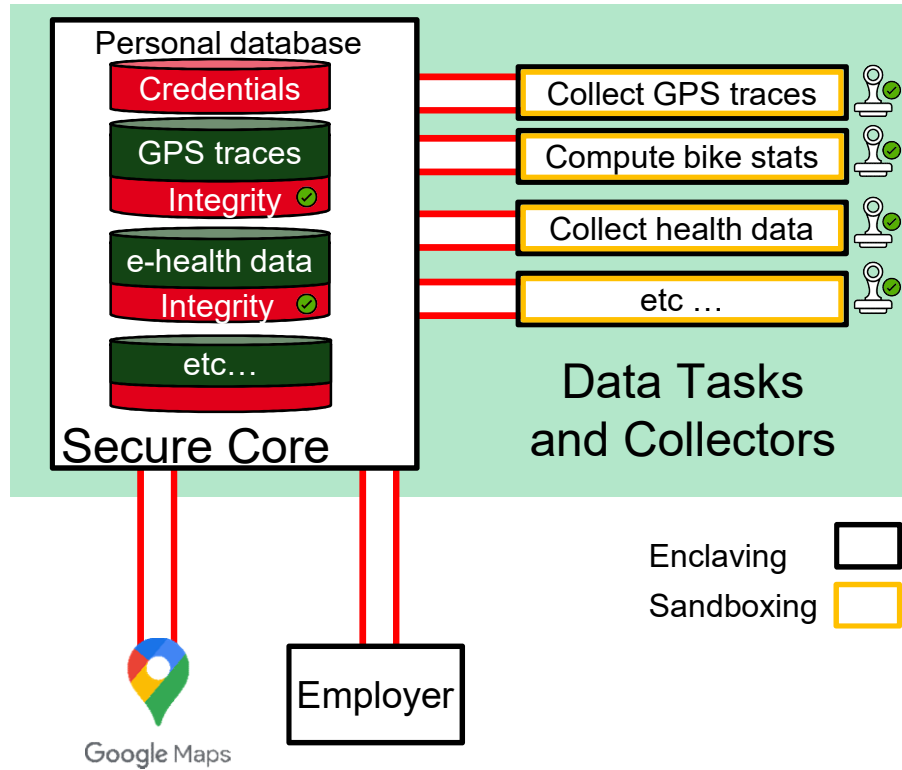 Personal database
Credentials
GPS traces
Integrity
e-health data
Integrity
etc…
Secure Core
Collect GPS traces
Compute bike stats
Collect health data
etc …
Data Tasks
and Collectors
Enclaving
Sandboxing
Google Maps
Employer